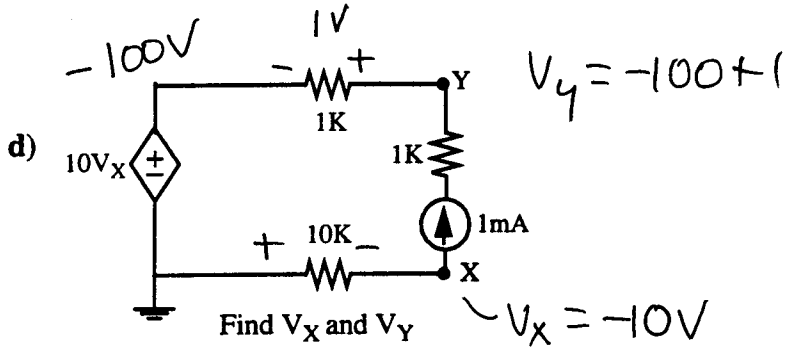 -100V
1V
- +
Y
Vy = -100+1
1K
d)
10Vx
+
-
1K
1mA
+ 10K -
X
Find Vx and VY
Vx = -10V